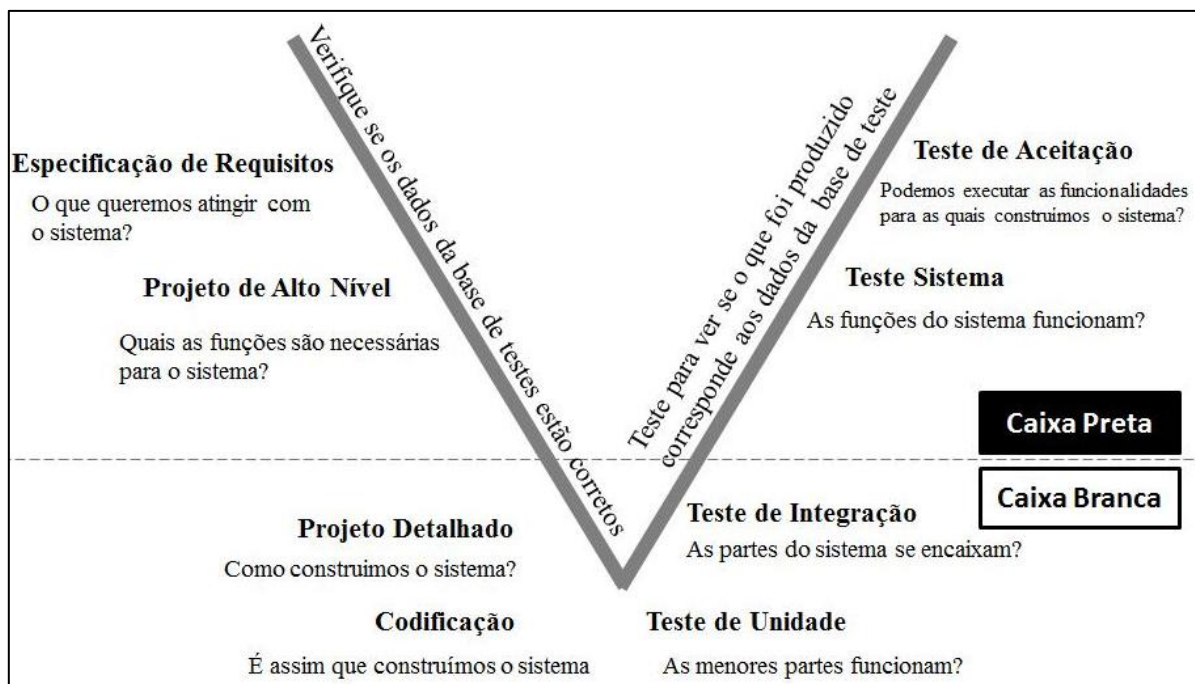 Verifique se os dados da base de testes estão corretos
Teste para ver se o que foi produzido
corresponde aos dados da base de teste
Especificação de Requisitos
O que queremos atingir com
o sistema?
Projeto de Alto Nível
Quais as funções são necessárias
para o sistema?
Projeto Detalhado
Como construimos o sistema?
Codificação
É assim que construímos o sistema
Teste de Aceitação
Podemos executar as funcionalidades
para as quais construimos o sistema?
Teste Sistema
As funções do sistema funcionam?
Caixa Preta
Caixa Branca
Teste de Integração
As partes do sistema se encaixam?
Teste de Unidade
As menores partes funcionam?